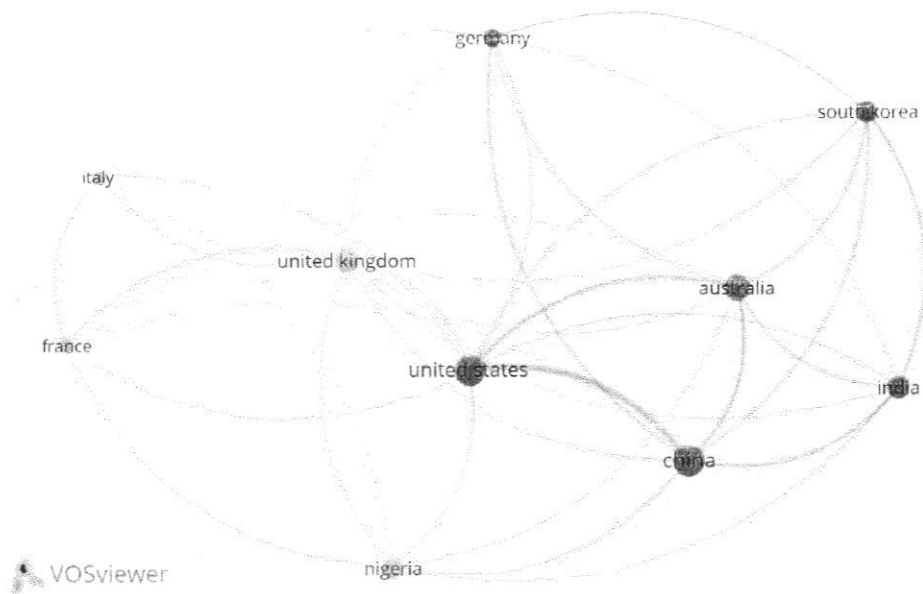 germany
south korea
italy
united kingdom
australia
france
united states
india
china
nigeria
VOSviewer